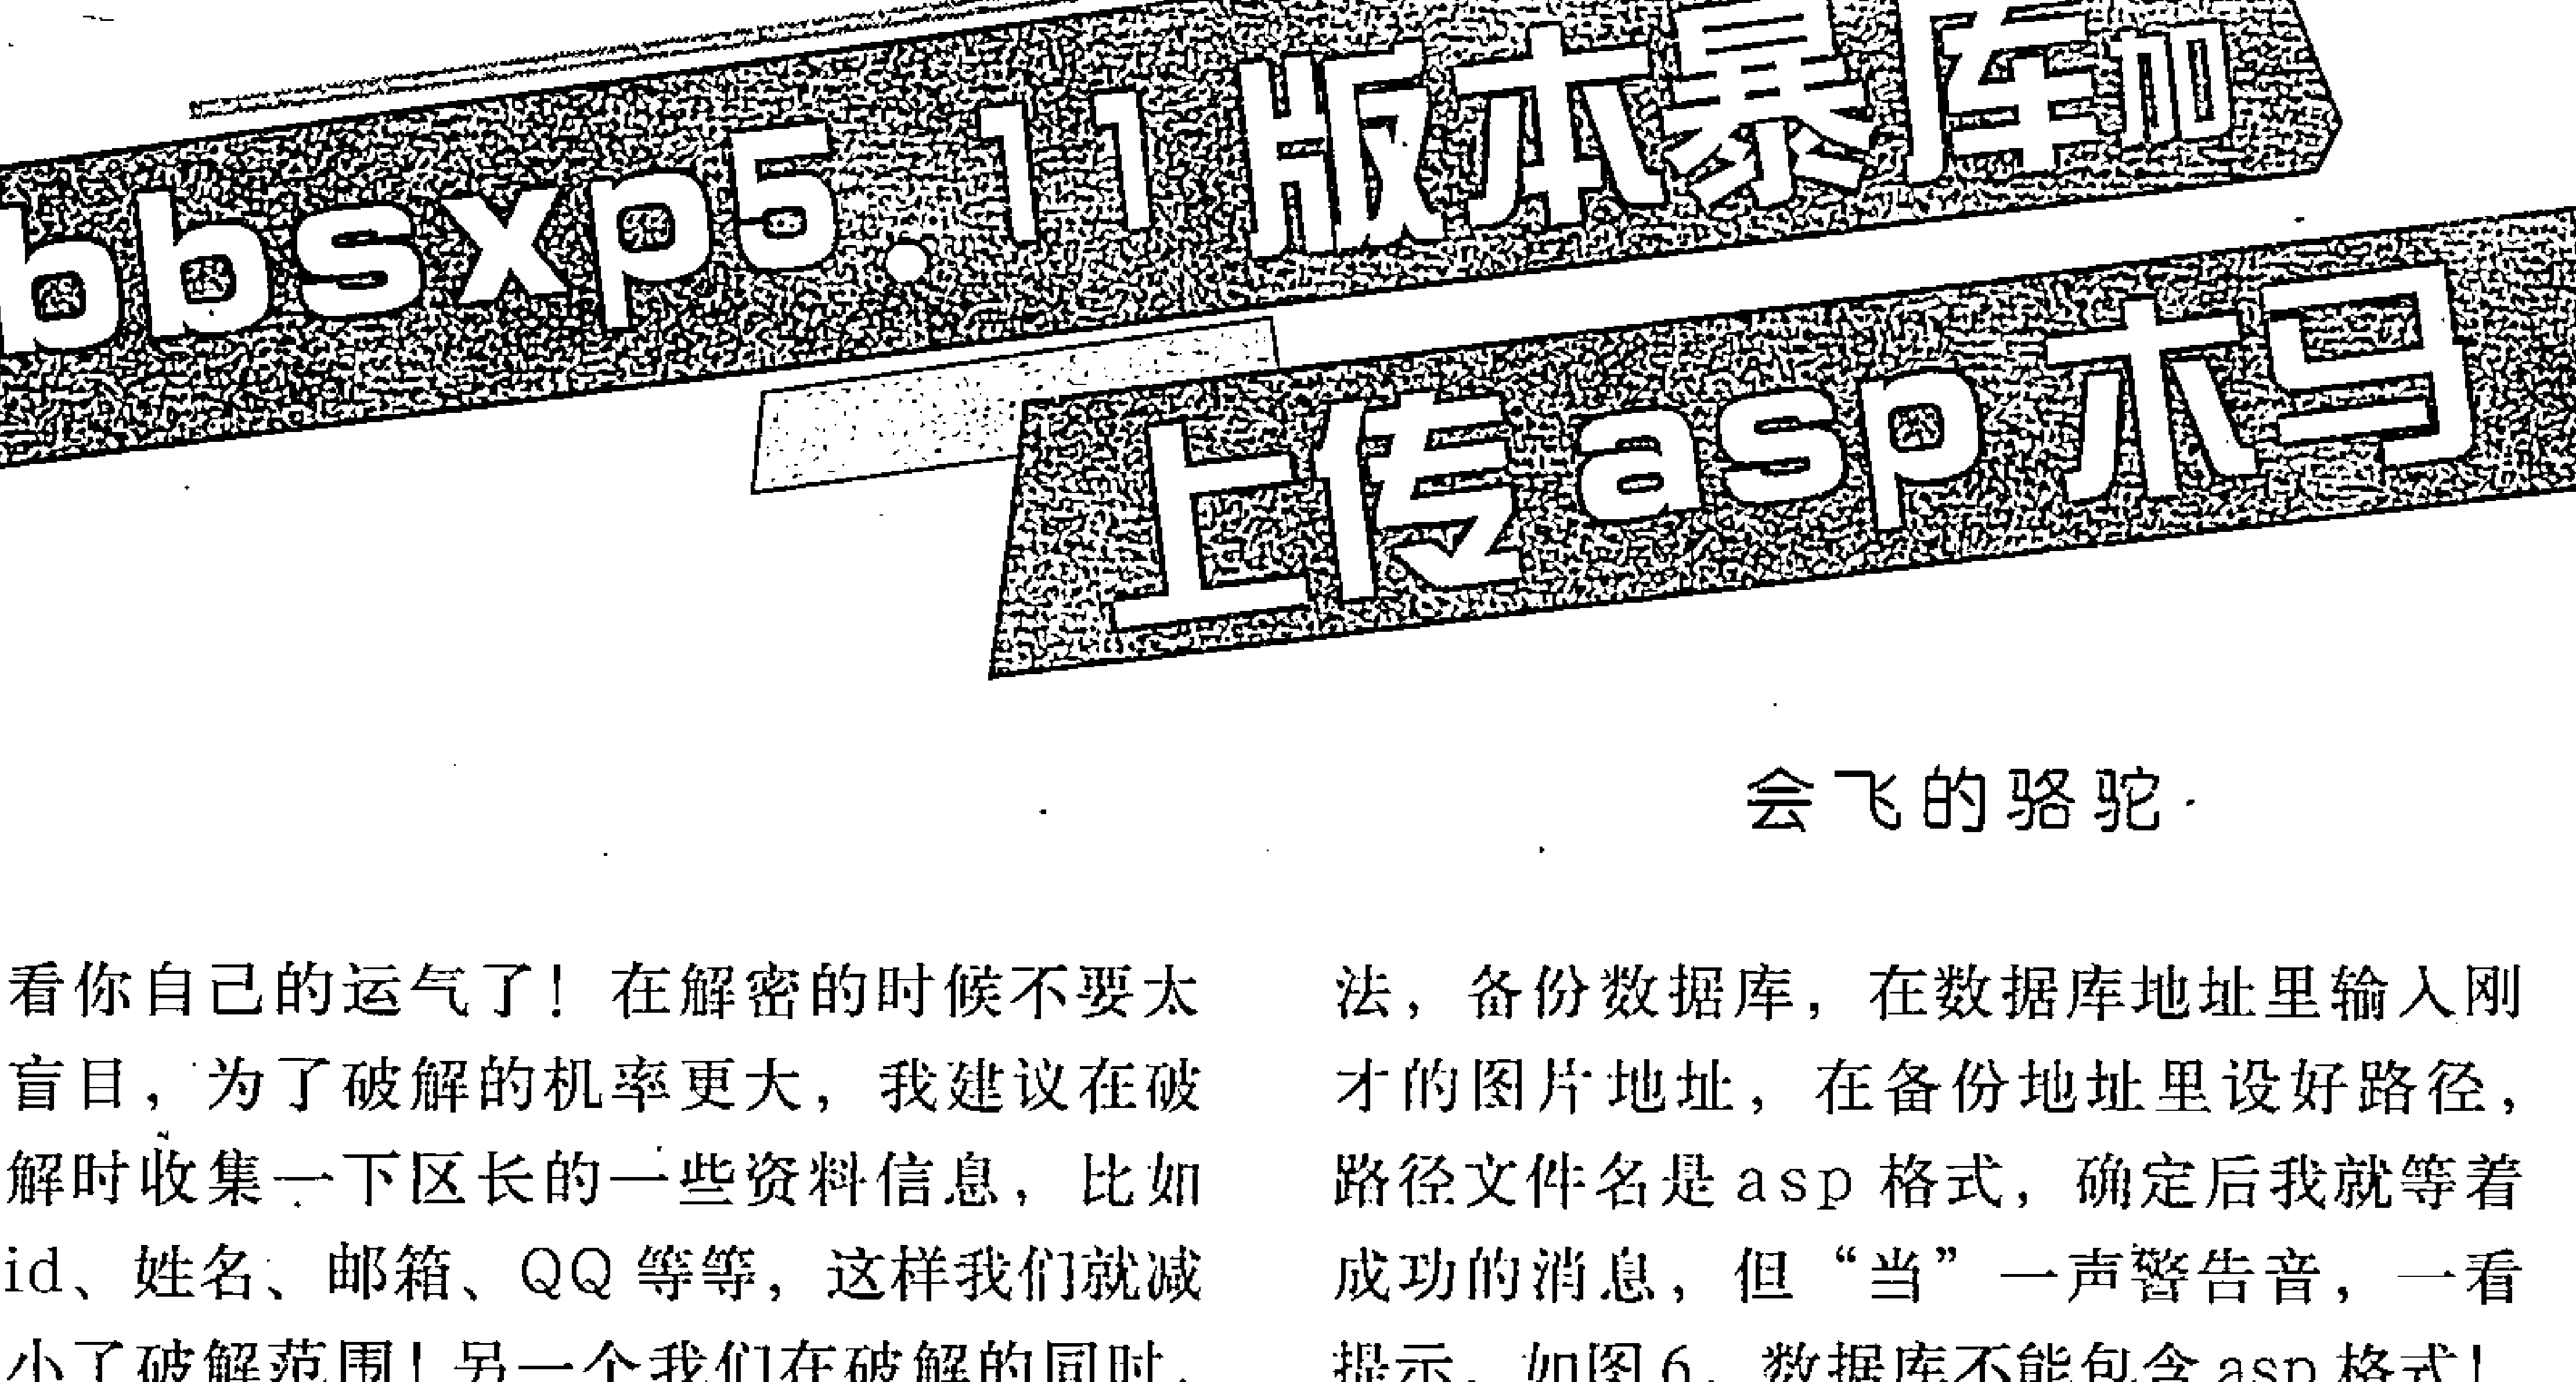 bbsxp5.11版本暴库加
上传asp木马
会飞的骆驼
看你自己的运气了！在解密的时候不要太
盲目，为了破解的机率更大，我建议在破
解时收集一下区长的一些资料信息，比如
id、姓名、邮箱、QQ等等，这样我们就减
小了破解范围！另一个我们在破解的同时，
法，备份数据库，在数据库地址里输入刚
才的图片地址，在备份地址里设好路径，
路径文件名是asp格式，确定后我就等着
成功的消息，但“当”一声警告音，一看
提示，如图6，数据库不能包含asp格式！